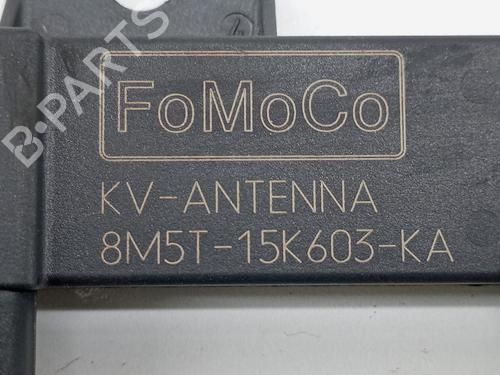 FoMoCo
KV-ANTENNA
8M5T-15K603-KA
B-PARTS